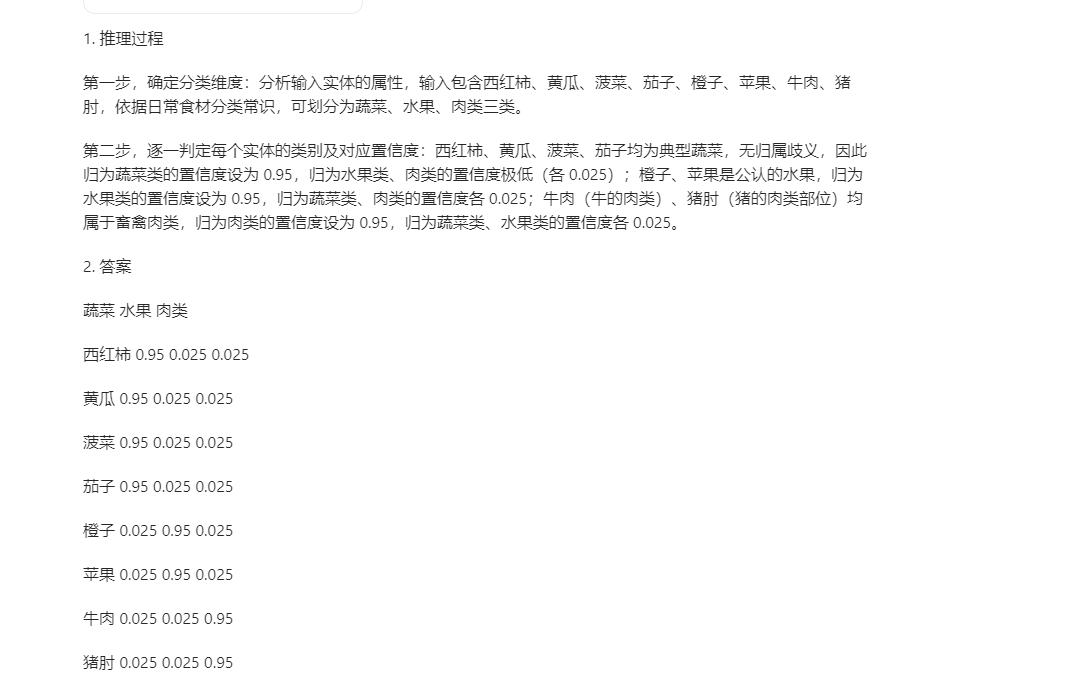 1. 推理过程
第一步，确定分类维度：分析输入实体的属性，输入包含西红柿、黄瓜、菠菜、茄子、橙子、苹果、牛肉、猪
肘，依据日常食材分类常识，可划分为蔬菜、水果、肉类三类。
第二步，逐一判定每个实体的类别及对应置信度：西红柿、黄瓜、菠菜、茄子均为典型蔬菜，无归属歧义，因此
归为蔬菜类的置信度设为 0.95，归为水果类、肉类的置信度极低（各 0.025）；橙子、苹果是公认的水果，归为
水果类的置信度设为 0.95，归为蔬菜类、肉类的置信度各 0.025；牛肉（牛的肉类）、猪肘（猪的肉类部位）均
属于畜禽肉类，归为肉类的置信度设为 0.95，归为蔬菜类、水果类的置信度各 0.025。
2. 答案
蔬菜 水果 肉类
西红柿 0.95 0.025 0.025
黄瓜 0.95 0.025 0.025
菠菜 0.95 0.025 0.025
茄子 0.95 0.025 0.025
橙子 0.025 0.95 0.025
苹果 0.025 0.95 0.025
牛肉 0.025 0.025 0.95
猪肘 0.025 0.025 0.95